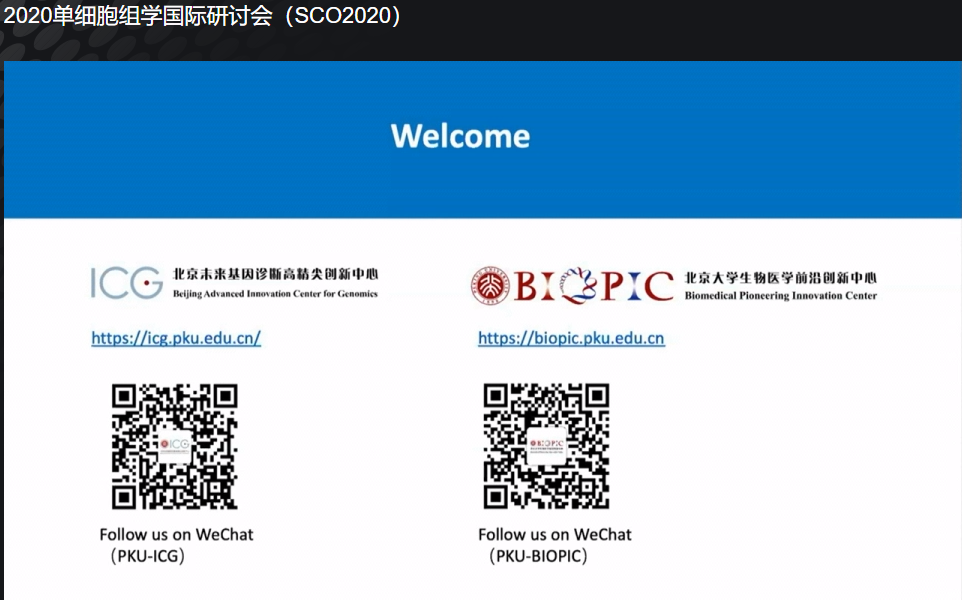 2020单细胞组学国际研讨会（SCO2020）
Welcome
ICG 北京未来基因诊断高精尖创新中心
Beijing Advanced Innovation Center for Genomics
BIOPIC 北京大学生物医学前沿创新中心
Biomedical Pioneering Innovation Center
https://icg.pku.edu.cn/
https://biopic.pku.edu.cn
ICG
BIOPIC
Follow us on WeChat
（PKU-ICG）
Follow us on WeChat
（PKU-BIOPIC）